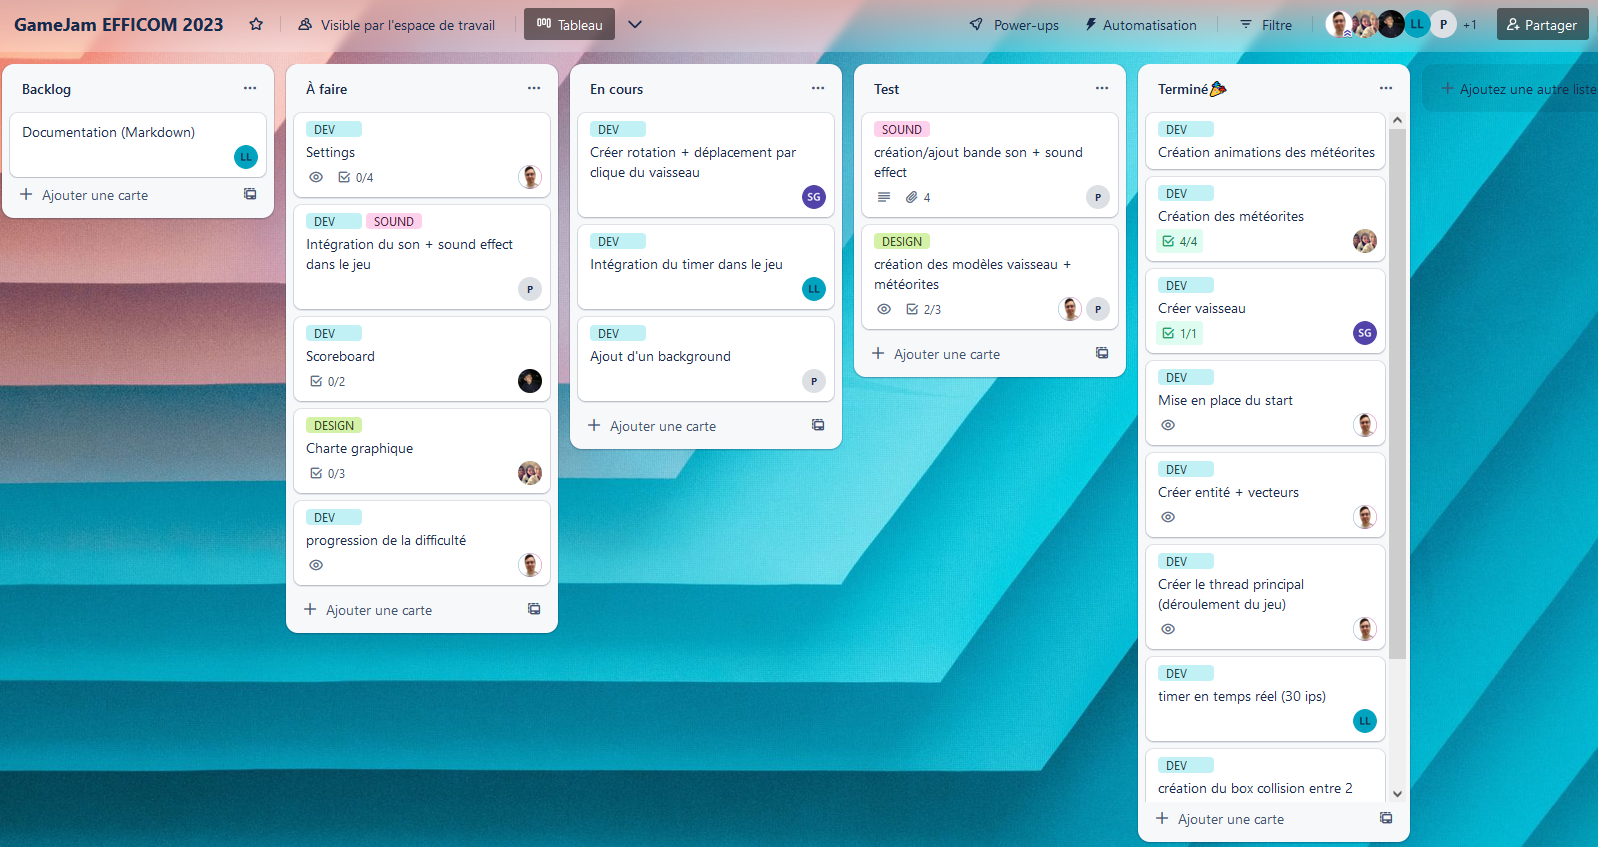 GameJam EFFICOM 2023
Visible par l'espace de travail
Tableau
Power-ups
Automatisation
Filtre
LL
P
+1
Partager
Backlog
Documentation (Markdown)
LL
Ajouter une carte
À faire
DEV
Settings
0/4
DEV SOUND
Intégration du son + sound effect
dans le jeu
P
DEV
Scoreboard
0/2
DESIGN
Charte graphique
0/3
DEV
progression de la difficulté
Ajouter une carte
En cours
DEV
Créer rotation + déplacement par
clique du vaisseau
SG
DEV
Intégration du timer dans le jeu
LL
DEV
Ajout d'un background
P
Ajouter une carte
Test
SOUND
création/ajout bande son + sound
effect
4
P
DESIGN
création des modèles vaisseau +
météorites
2/3
P
Ajouter une carte
Terminé🎉
DEV
Création animations des météorites
DEV
Création des météorites
4/4
DEV
Créer vaisseau
1/1
SG
DEV
Mise en place du start
DEV
Créer entité + vecteurs
DEV
Créer le thread principal
(déroulement du jeu)
DEV
timer en temps réel (30 ips)
LL
DEV
création du box collision entre 2
Ajouter une carte
Ajoutez une autre liste